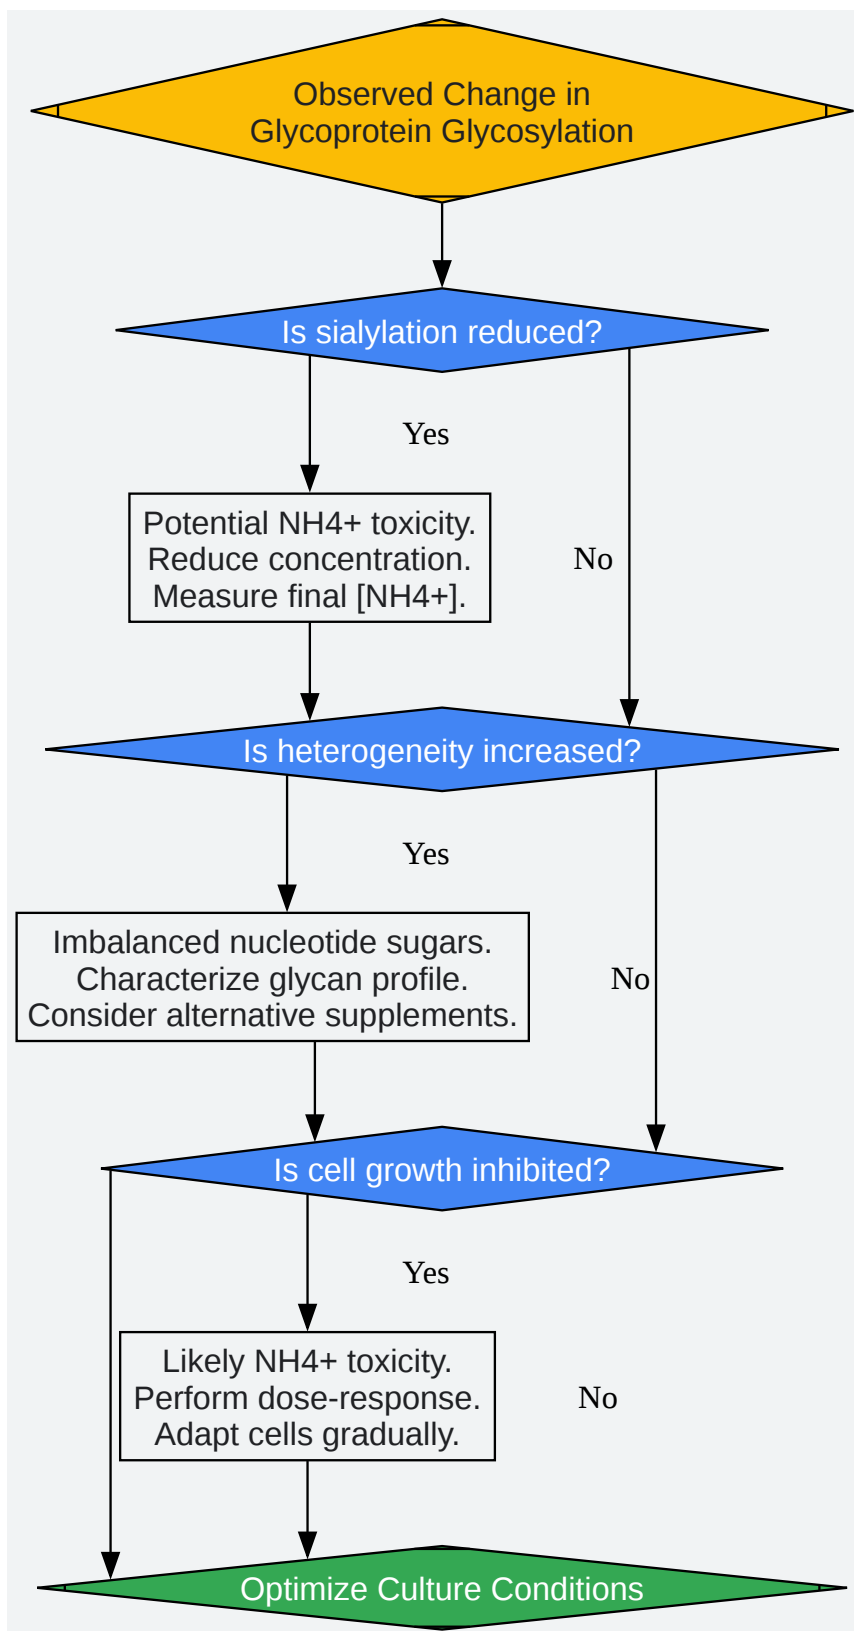 Observed Change in
Glycoprotein Glycosylation
Is sialylation reduced?
Yes
Potential NH4+ toxicity.
Reduce concentration.
Measure final [NH4+].
No
Is heterogeneity increased?
Yes
Imbalanced nucleotide sugars.
Characterize glycan profile.
Consider alternative supplements.
No
Is cell growth inhibited?
Yes
Likely NH4+ toxicity.
Perform dose-response.
Adapt cells gradually.
No
Optimize Culture Conditions